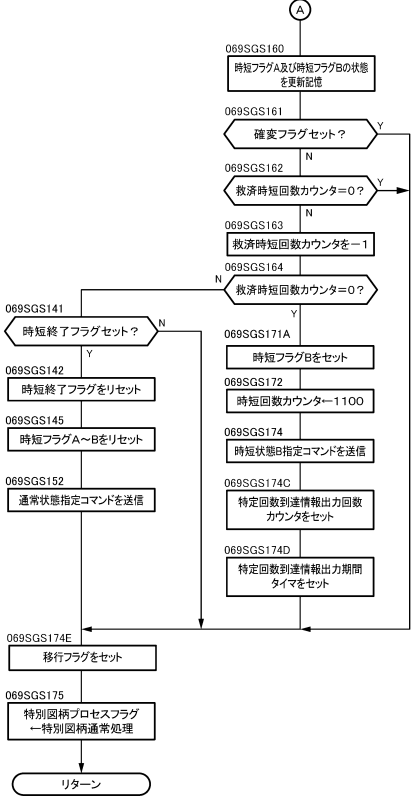 A
069SGS160
時短フラグA及び時短フラグBの状態
を更新記憶
069SGS161
確変フラグセット？
Y
N
069SGS162
救済時短回数カウンタ＝0？
Y
N
069SGS163
救済時短回数カウンタを－1
069SGS164
救済時短回数カウンタ＝0？
N
Y
069SGS141
時短終了フラグセット？
N
Y
069SGS142
時短終了フラグをリセット
069SGS145
時短フラグA～Bをリセット
069SGS152
通常状態指定コマンドを送信
069SGS171A
時短フラグBをセット
069SGS172
時短回数カウンタ←1100
069SGS174
時短状態B指定コマンドを送信
069SGS174C
特定回数到達情報出力回数
カウンタをセット
069SGS174D
特定回数到達情報出力期間
タイマをセット
069SGS174E
移行フラグをセット
069SGS175
特別図柄プロセスフラグ
←特別図柄通常処理
リターン